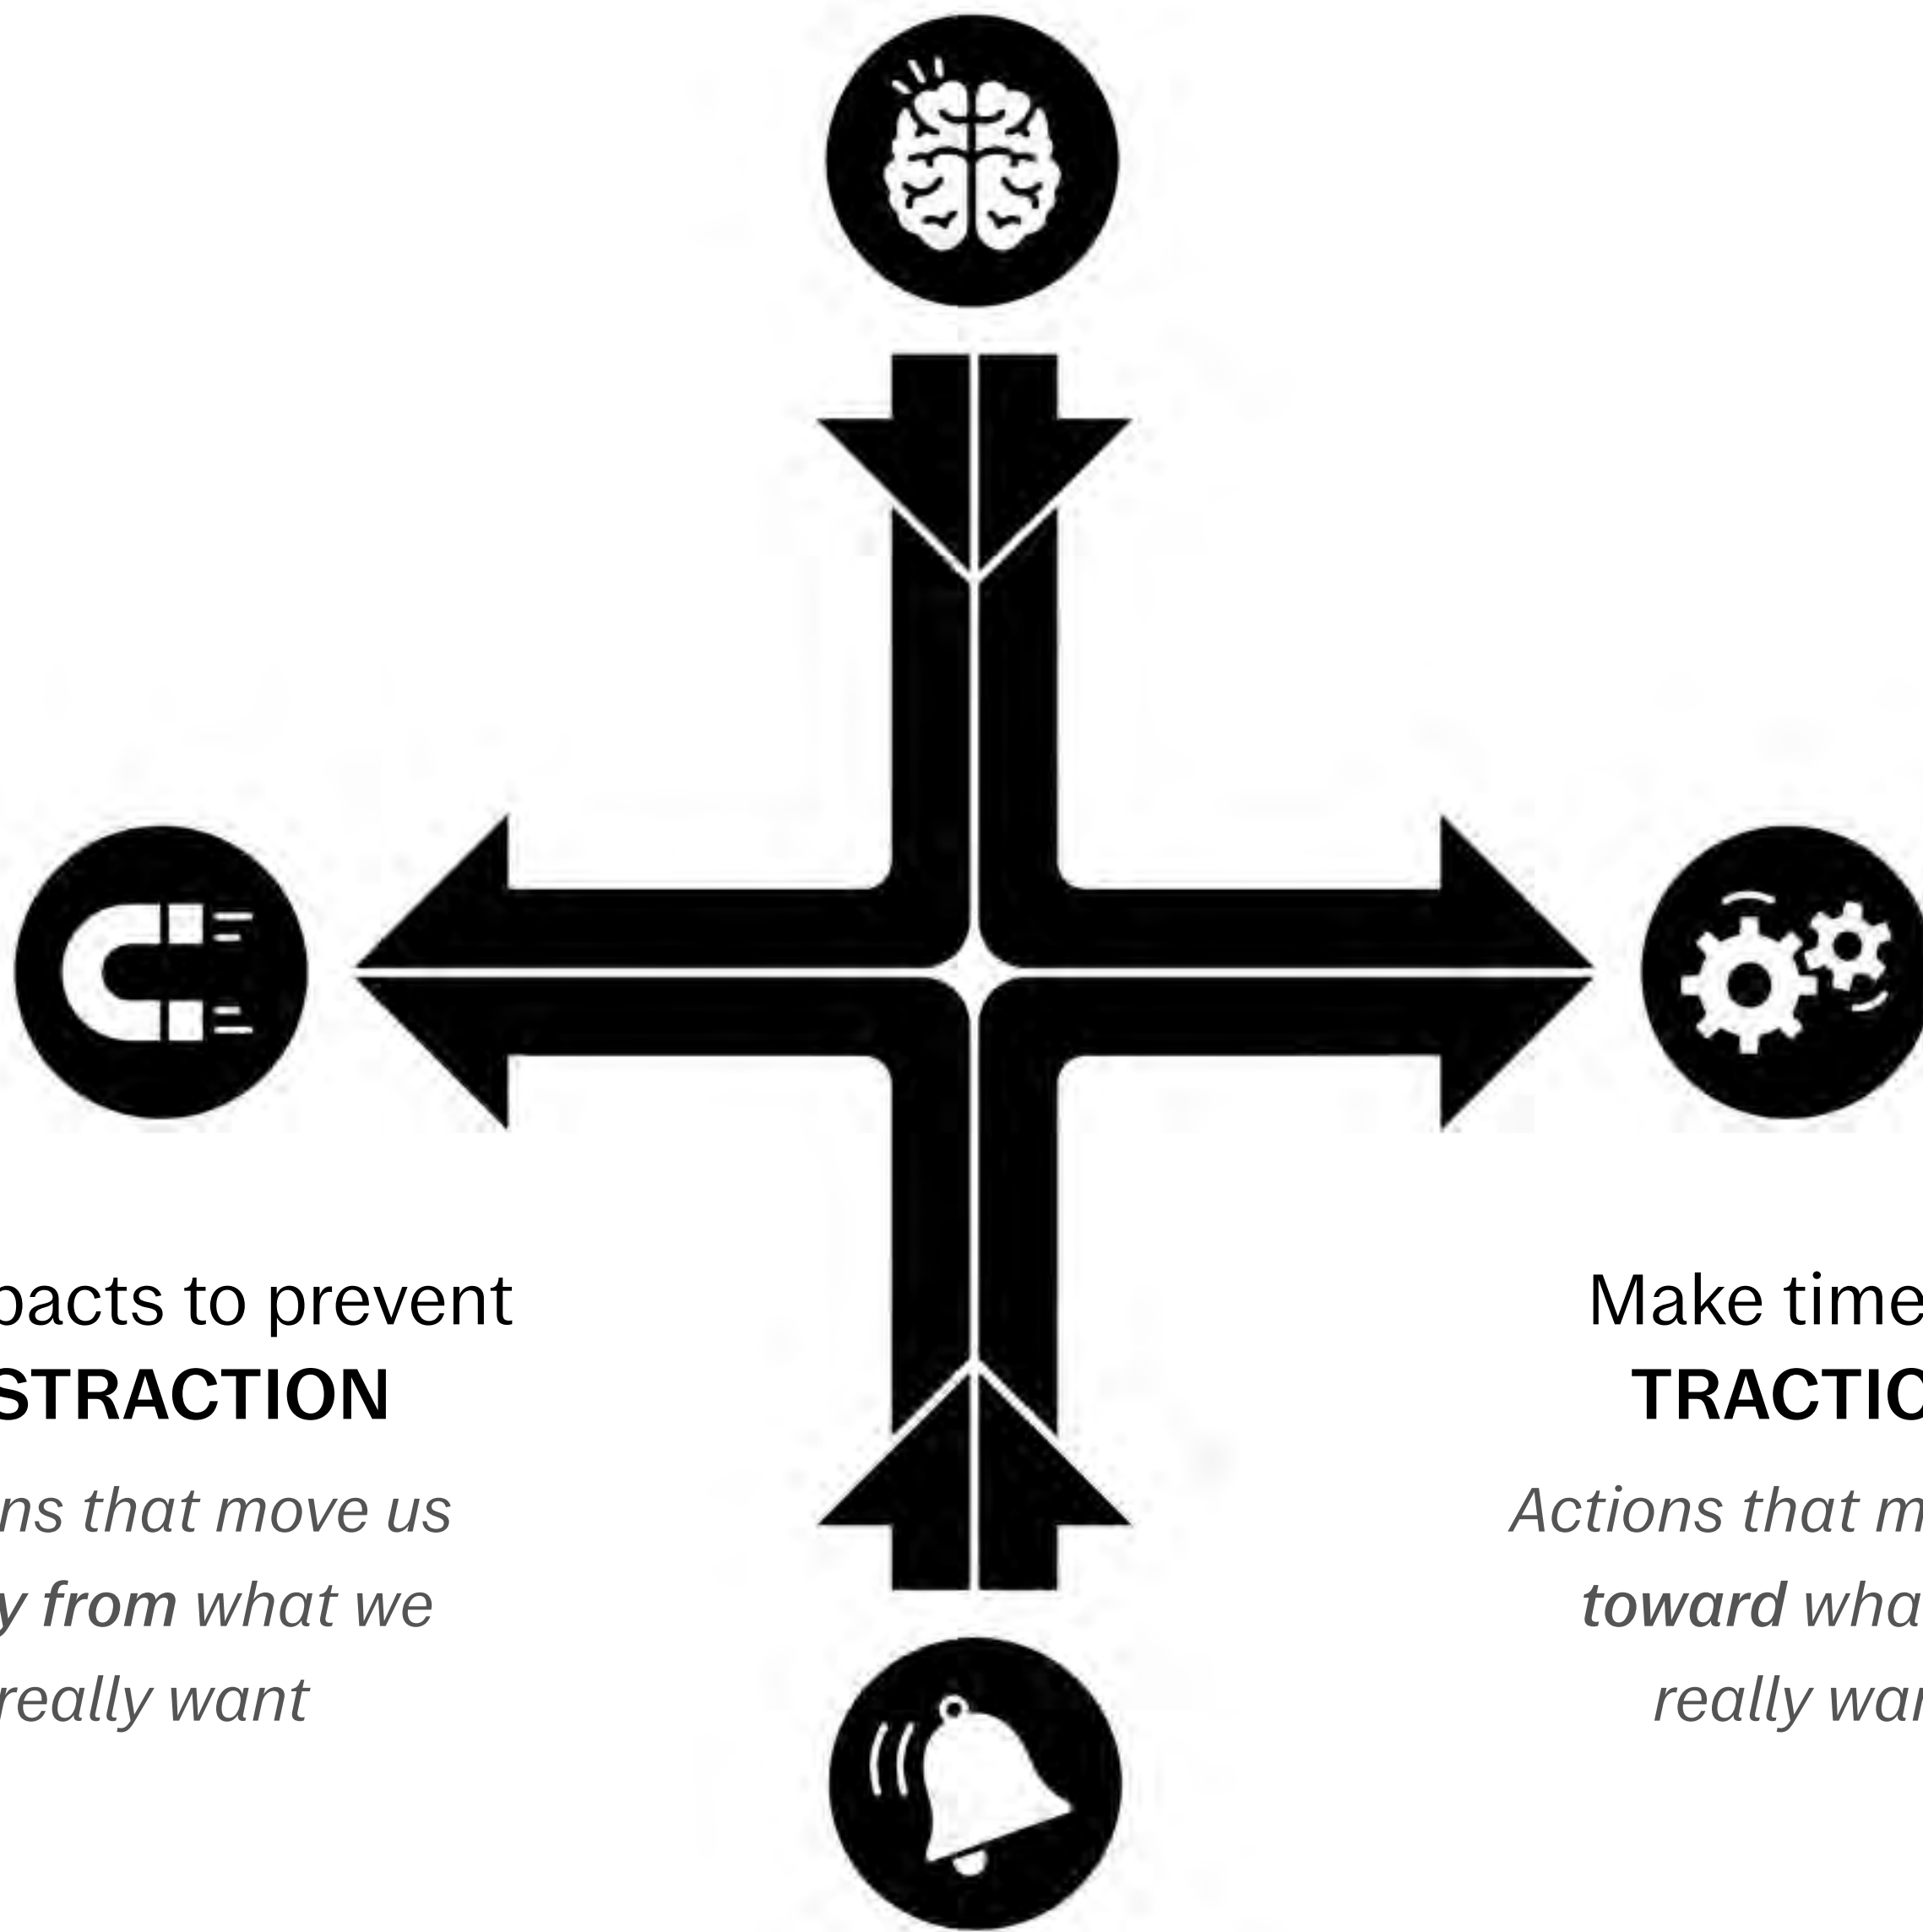 pacts to prevent
STRACTION
ns that move us
y from what we
really want
Make time
TRACTIO
Actions that m
toward wha
really wan